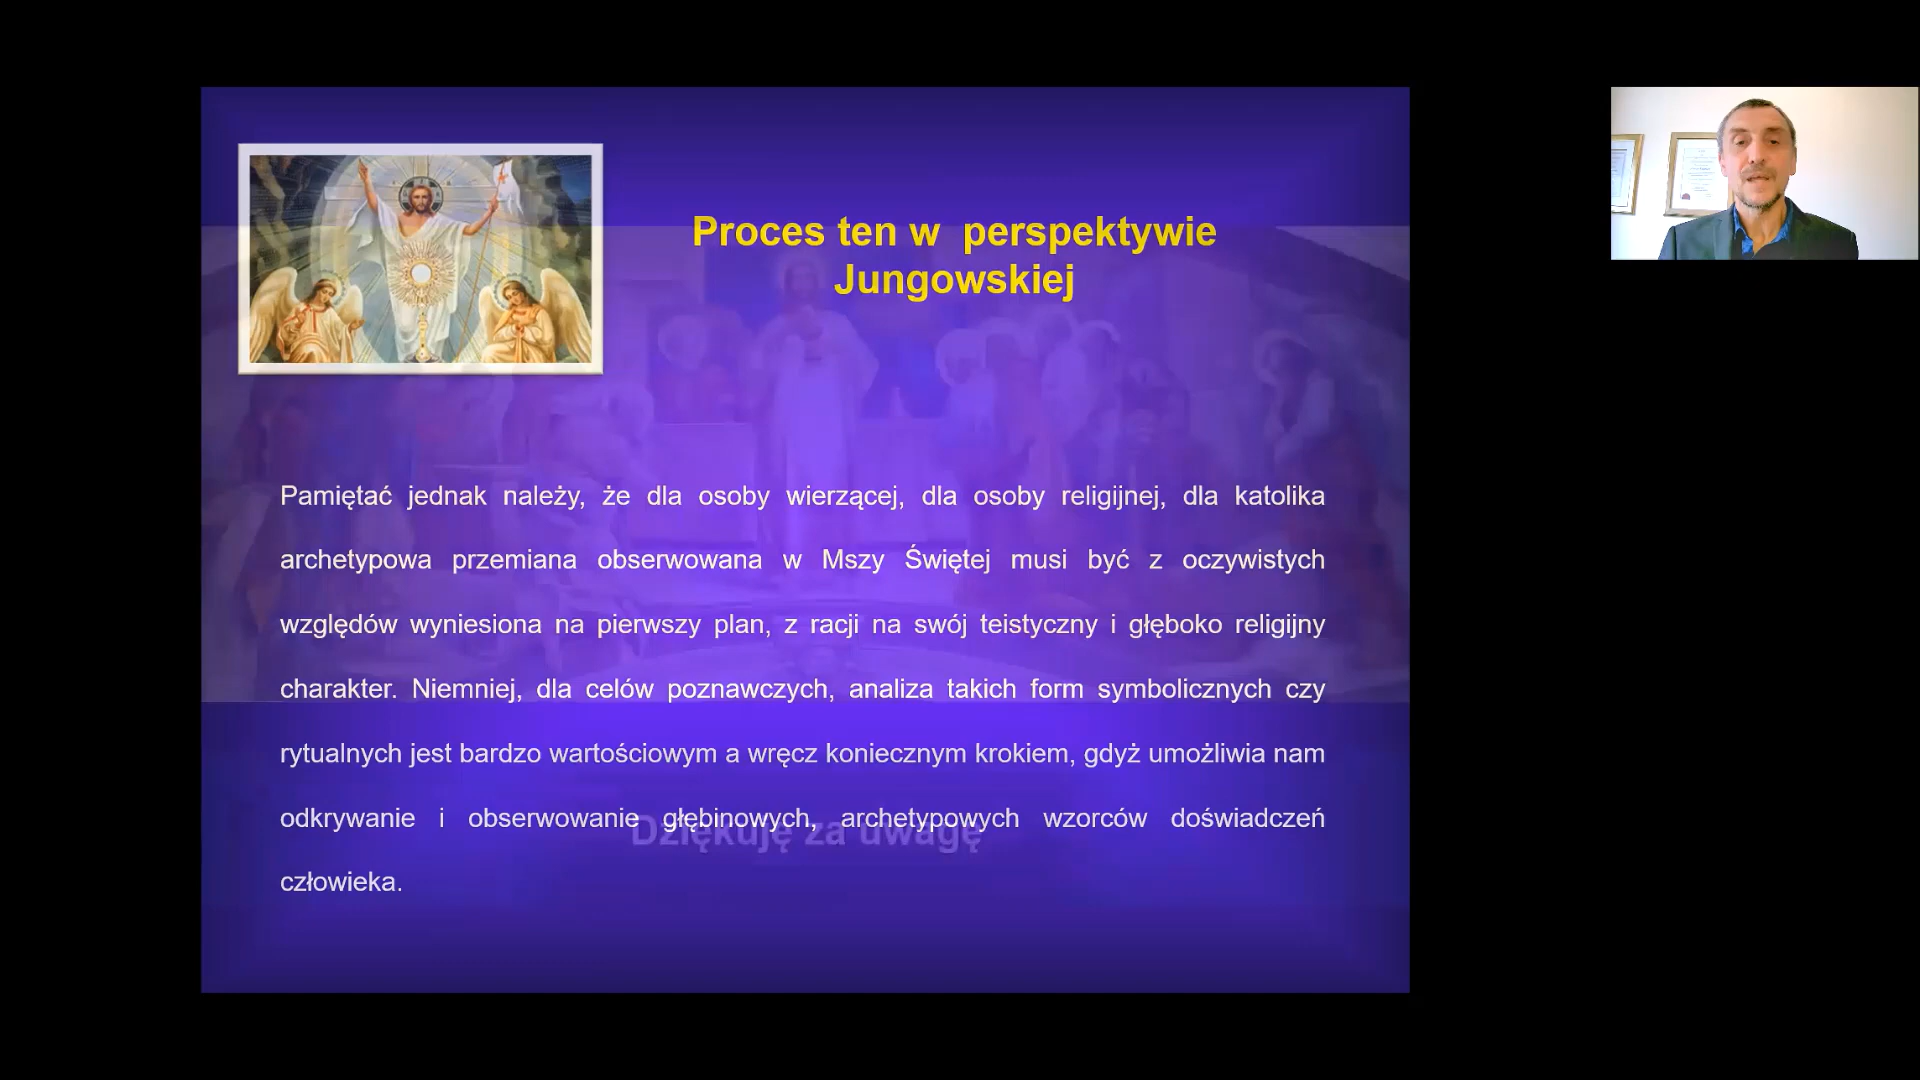 Proces ten w  perspektywie
Jungowskiej
Pamiętać jednak należy, że dla osoby wierzącej, dla osoby religijnej, dla katolika
archetypowa przemiana obserwowana w Mszy Świętej musi być z oczywistych
względów wyniesiona na pierwszy plan, z racji na swój teistyczny i głęboko religijny
charakter. Niemniej, dla celów poznawczych, analiza takich form symbolicznych czy
rytualnych jest bardzo wartościowym a wręcz koniecznym krokiem, gdyż umożliwia nam
odkrywanie i obserwowanie głębinowych, archetypowych wzorców doświadczeń
Dziękuję za uwagę
człowieka.